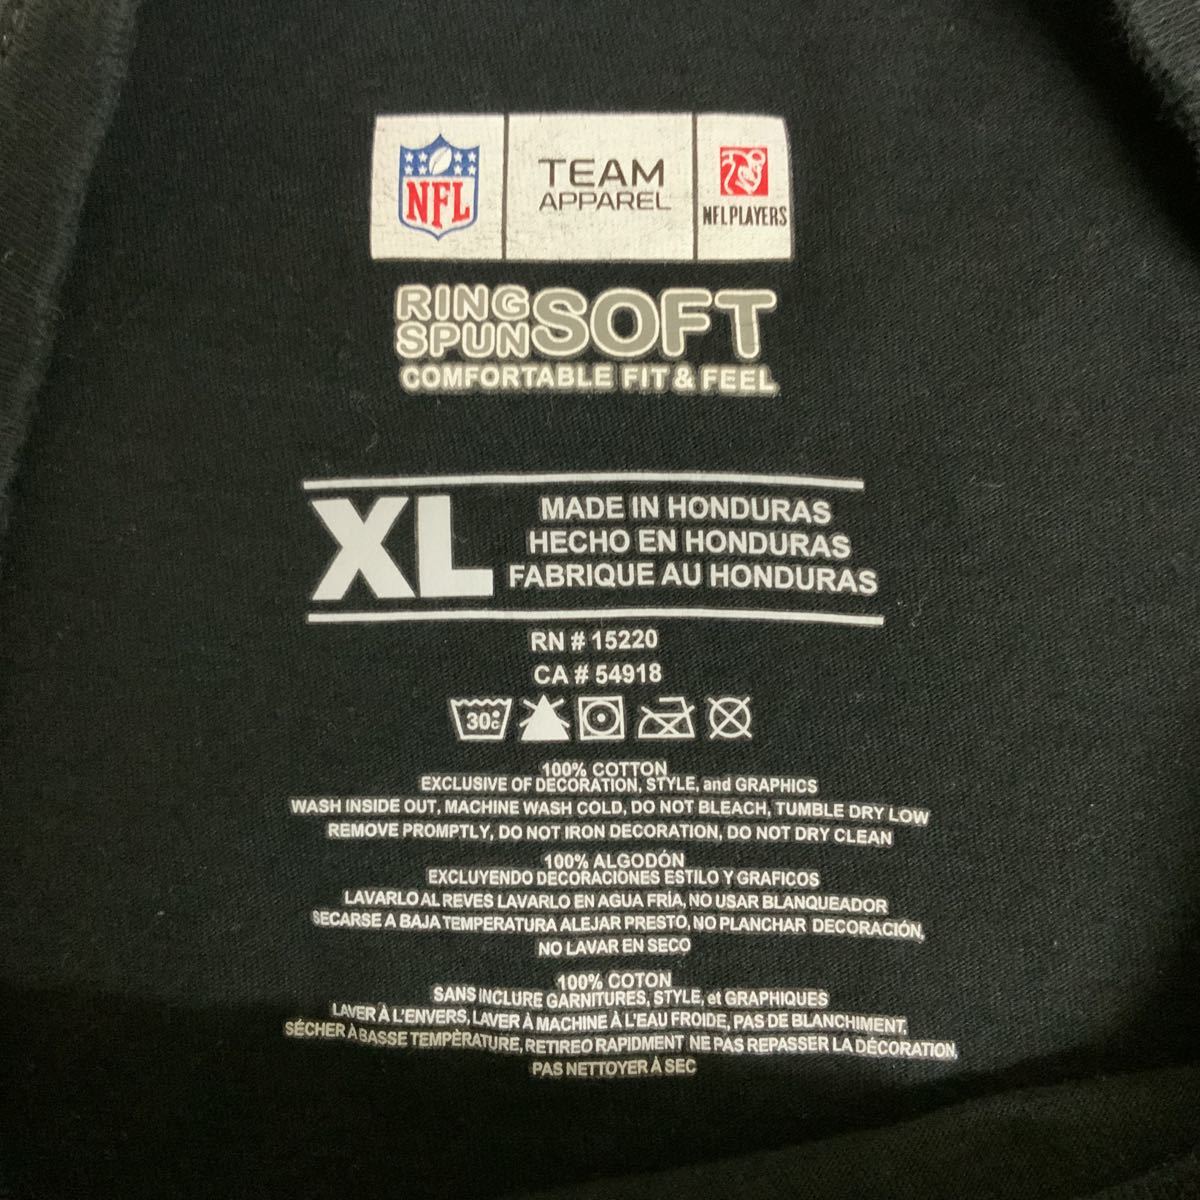 NFL
TEAM
APPAREL
NFLPLAYERS
RING
SPUN
SOFT
COMFORTABLE FIT & FEEL
XL
MADE IN HONDURAS
HECHO EN HONDURAS
FABRIQUE AU HONDURAS
RN # 15220
CA # 54918
30c
100% COTTON
EXCLUSIVE OF DECORATION, STYLE, and GRAPHICS
WASH INSIDE OUT, MACHINE WASH COLD, DO NOT BLEACH, TUMBLE DRY LOW
REMOVE PROMPTLY, DO NOT IRON DECORATION, DO NOT DRY CLEAN
100% ALGODÓN
EXCLUYENDO DECORACIONES ESTILO Y GRAFICOS
LAVARLO AL REVES LAVARLO EN AGUA FRÍA, NO USAR BLANQUEADOR
SECARSE A BAJA TEMPERATURA ALEJAR PRESTO, NO PLANCHAR DECORACIÓN,
NO LAVAR EN SECO
100% COTON
SANS INCLURE GARNITURES, STYLE, et GRAPHIQUES
LAVER À L'ENVERS, LAVER À MACHINE À L'EAU FROIDE, PAS DE BLANCHIMENT,
SÉCHER À BASSE TEMPÈRATURE, RETIREO RAPIDMENT NE PAS REPASSER LA DÉCORATION,
PAS NETTOYER À SEC